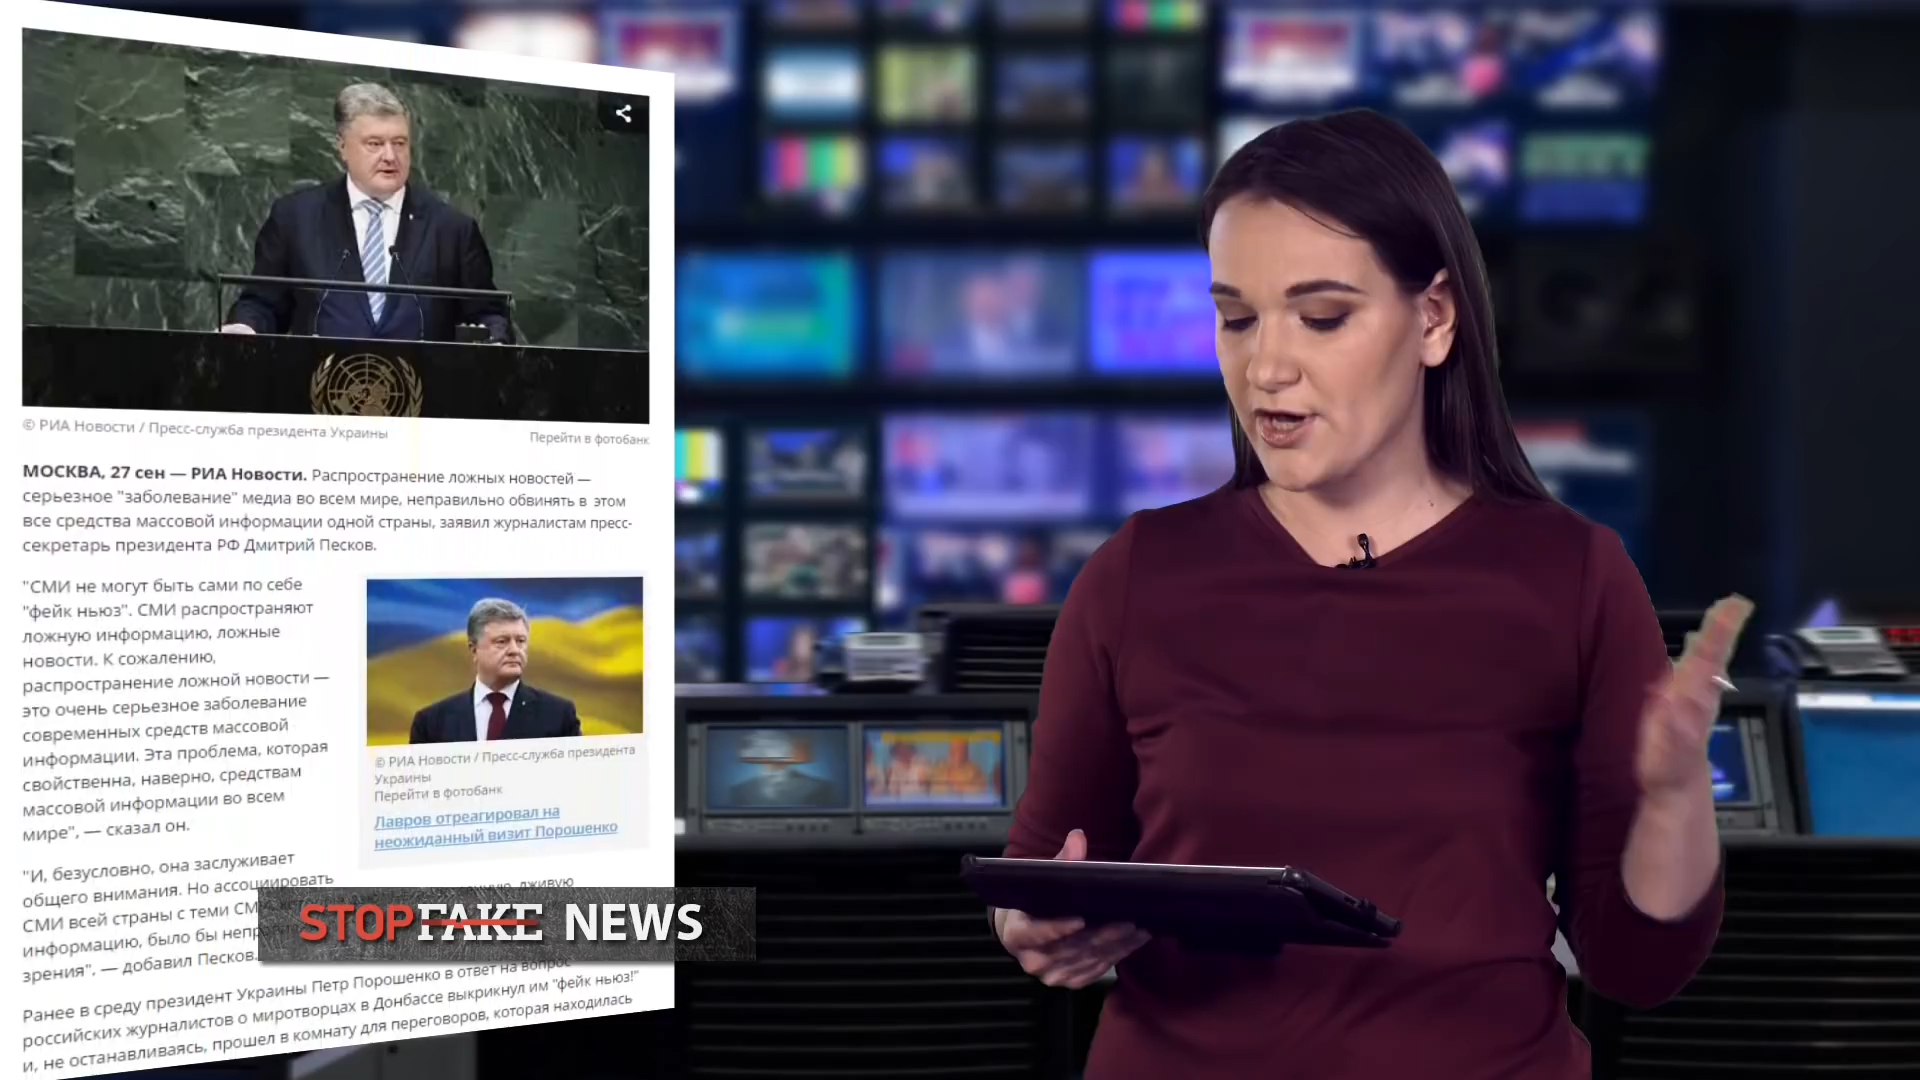 © РИА Новости / Пресс-служба президента Украины
Перейти в фотобанк
МОСКВА, 27 сен — РИА Новости. Распространение ложных новостей —
серьезное "заболевание" медиа во всем мире, неправильно обвинять в этом
все средства массовой информации одной страны, заявил журналистам пресс-
секретарь президента РФ Дмитрий Песков.
"СМИ не могут быть сами по себе
"фейк ньюз". СМИ распространяют
ложную информацию, ложные
новости. К сожалению,
распространение ложной новости —
это очень серьезное заболевание
современных средств массовой
информации. Эта проблема, которая
свойственна, наверно, средствам
массовой информации во всем
мире", — сказал он.
© РИА Новости / Пресс-служба президента
Украины
Перейти в фотобанк
Лавров отреагировал на
неожиданный визит Порошенко
"И, безусловно, она заслуживает
общего внимания. Но ассоциировать
СМИ всей страны с теми СМИ,
лживую
информацию, было бы
зрения", — добавил Песков.
Ранее в среду президент Украины Петр Порошенко в ответ на вопрос
российских журналистов о миротворцах в Донбассе выкрикнул им "фейк ньюз!"
и, не останавливаясь, прошел в комнату для переговоров, которая находилась
STOPFAKE NEWS